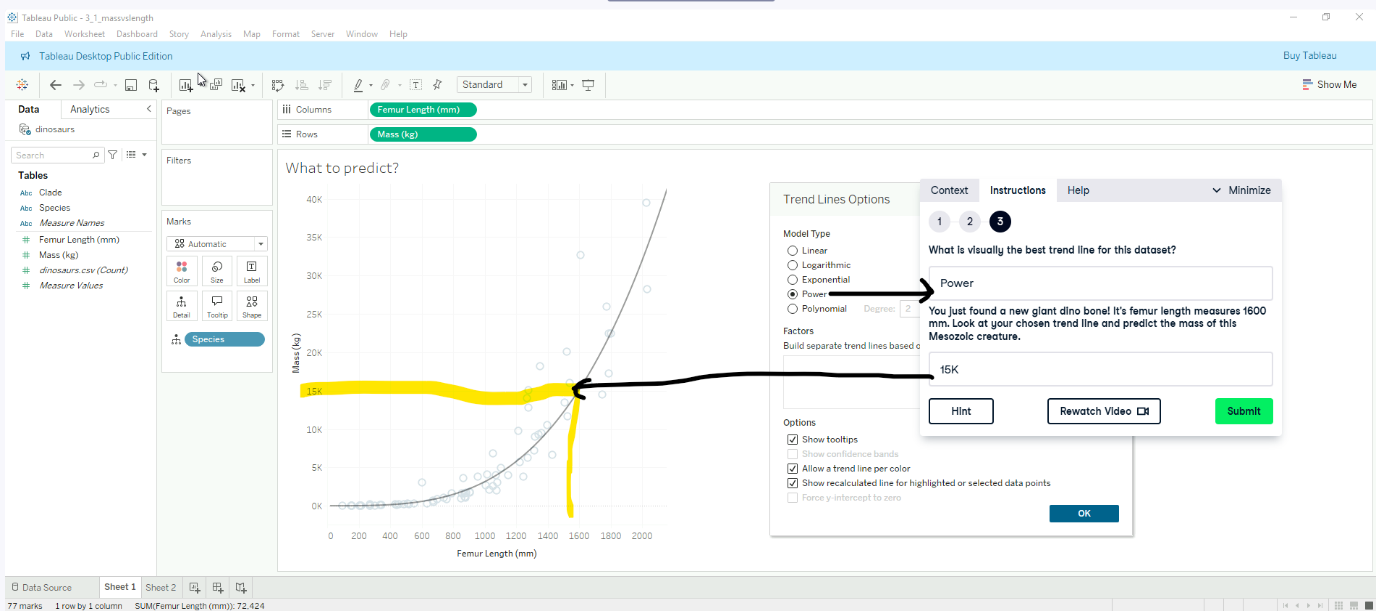 Tableau Public - 3_1_massvslength
File Data Worksheet Dashboard Story Analysis Map Format Server Window Help
Tableau Desktop Public Edition
Buy Tableau
Standard
Show Me
Data Analytics
dinosaurs
Search
Tables
Abc Clade
Abc Species
Abc Measure Names
# Femur Length (mm)
# Mass (kg)
# dinosaurs.csv (Count)
# Measure Values
Pages
Filters
Marks
Automatic
Color Size Label
Detail Tooltip Shape
Species
Columns Femur Length (mm)
Rows Mass (kg)
What to predict?
Mass (kg)
40K
35K
30K
25K
20K
15K
10K
5K
0K
0 200 400 600 800 1000 1200 1400 1600 1800 2000
Femur Length (mm)
Trend Lines Options
Model Type
Linear
Logarithmic
Exponential
Power
Polynomial Degree: 2
Factors
Build separate trend lines based o
Options
Show tooltips
Show confidence bands
Allow a trend line per color
Show recalculated line for highlighted or selected data points
Force y-intercept to zero
OK
Context Instructions Help Minimize
1 2 3
What is visually the best trend line for this dataset?
Power
You just found a new giant dino bone! It's femur length measures 1600
mm. Look at your chosen trend line and predict the mass of this
Mesozoic creature.
15K
Hint Rewatch Video Submit
Data Source Sheet 1 Sheet 2
77 marks 1 row by 1 column SUM(Femur Length (mm)): 72,424